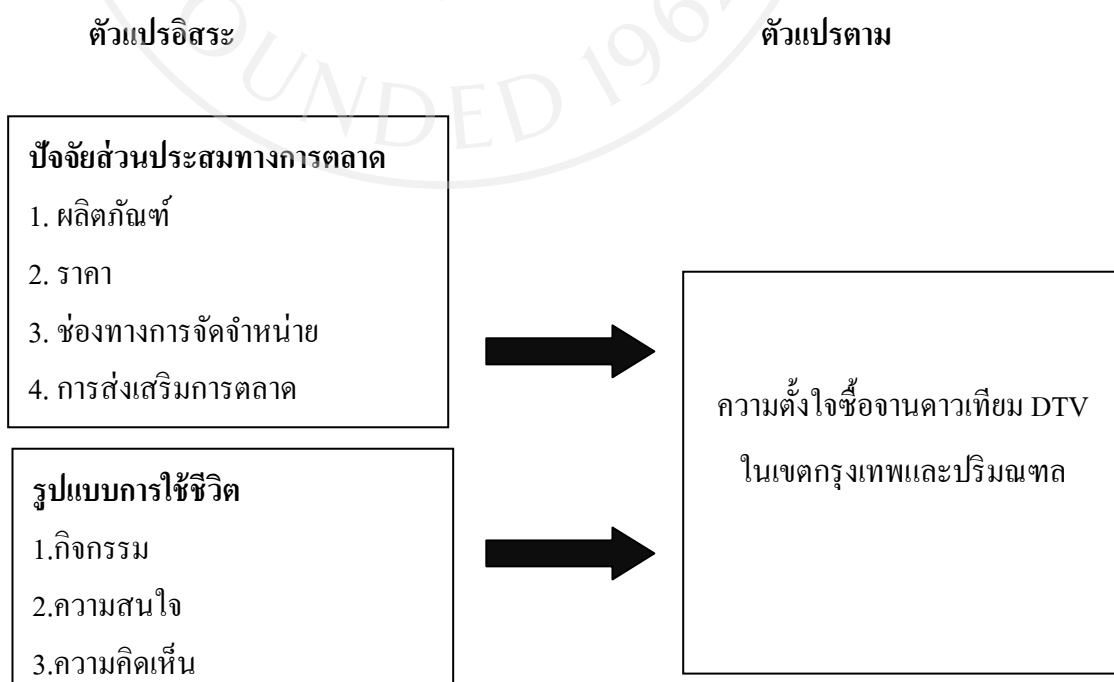 ตัวแปรอิสระ
ตัวแปรตาม
ปัจจัยส่วนประสมทางการตลาด
1. ผลิตภัณฑ์
2. ราคา
3. ช่องทางการจัดจำหน่าย
4. การส่งเสริมการตลาด
รูปแบบการใช้ชีวิต
1.กิจกรรม
2.ความสนใจ
3.ความคิดเห็น
ความตั้งใจซื้อจานดาวเทียม DTV
ในเขตกรุงเทพและปริมณฑล